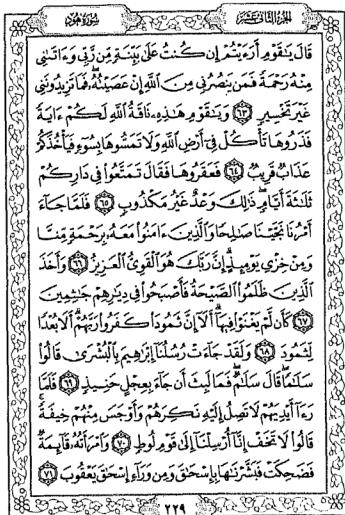 الجزء الثاني عشر
سورة هود
قَالَ يَٰقَوْمِ أَرَءَيْتُمْ إِن كُنتُ عَلَىٰ بَيِّنَةٍ مِّن رَّبِّى وَءَاتَىٰنِى
مِنْهُ رَحْمَةً فَمَن يَنصُرُنِى مِنَ ٱللَّهِ إِنْ عَصَيْتُهُۥ فَمَا تَزِيدُونَنِى
غَيْرَ تَخْسِيرٍ ٦٣ وَيَٰقَوْمِ هَٰذِهِۦ نَاقَةُ ٱللَّهِ لَكُمْ ءَايَةً
فَذَرُوهَا تَأْكُلْ فِىٓ أَرْضِ ٱللَّهِ وَلَا تَمَسُّوهَا بِسُوٓءٍ فَيَأْخُذَكُمْ
عَذَابٌ قَرِيبٌ ٦٤ فَعَقَرُوهَا فَقَالَ تَمَتَّعُوا۟ فِى دَارِكُمْ
ثَلَٰثَةَ أَيَّامٍ ذَٰلِكَ وَعْدٌ غَيْرُ مَكْذُوبٍ ٦٥ فَلَمَّا جَآءَ
أَمْرُنَا نَجَّيْنَا صَٰلِحًا وَٱلَّذِينَ ءَامَنُوا۟ مَعَهُۥ بِرَحْمَةٍ مِّنَّا
وَمِنْ خِزْىِ يَوْمِئِذٍ إِنَّ رَبَّكَ هُوَ ٱلْقَوِىُّ ٱلْعَزِيزُ ٦٦ وَأَخَذَ
ٱلَّذِينَ ظَلَمُوا۟ ٱلصَّيْحَةُ فَأَصْبَحُوا۟ فِى دِيَٰرِهِمْ جَٰثِمِينَ
٦٧ كَأَن لَّمْ يَغْنَوْا۟ فِيهَآ أَلَآ إِنَّ ثَمُودَا۟ كَفَرُوا۟ رَبَّهُمْ أَلَا بُعْدًا
لِّثَمُودَ ٦٨ وَلَقَدْ جَآءَتْ رُسُلُنَآ إِبْرَٰهِيمَ بِٱلْبُشْرَىٰ قَالُوا۟
سَلَٰمًا قَالَ سَلَٰمٌ فَمَا لَبِثَ أَن جَآءَ بِعِجْلٍ حَنِيذٍ ٦٩ فَلَمَّا
رَءَآ أَيْدِيَهُمْ لَا تَصِلُ إِلَيْهِ نَكِرَهُمْ وَأَوْجَسَ مِنْهُمْ خِيفَةً
قَالُوا۟ لَا تَخَفْ إِنَّآ أُرْسِلْنَآ إِلَىٰ قَوْمِ لُوطٍ ٧٠ وَٱمْرَأَتُهُۥ قَآئِمَةٌ
فَضَحِكَتْ فَبَشَّرْنَٰهَا بِإِسْحَٰقَ وَمِن وَرَآءِ إِسْحَٰقَ يَعْقُوبَ ٧١
٢٢٩